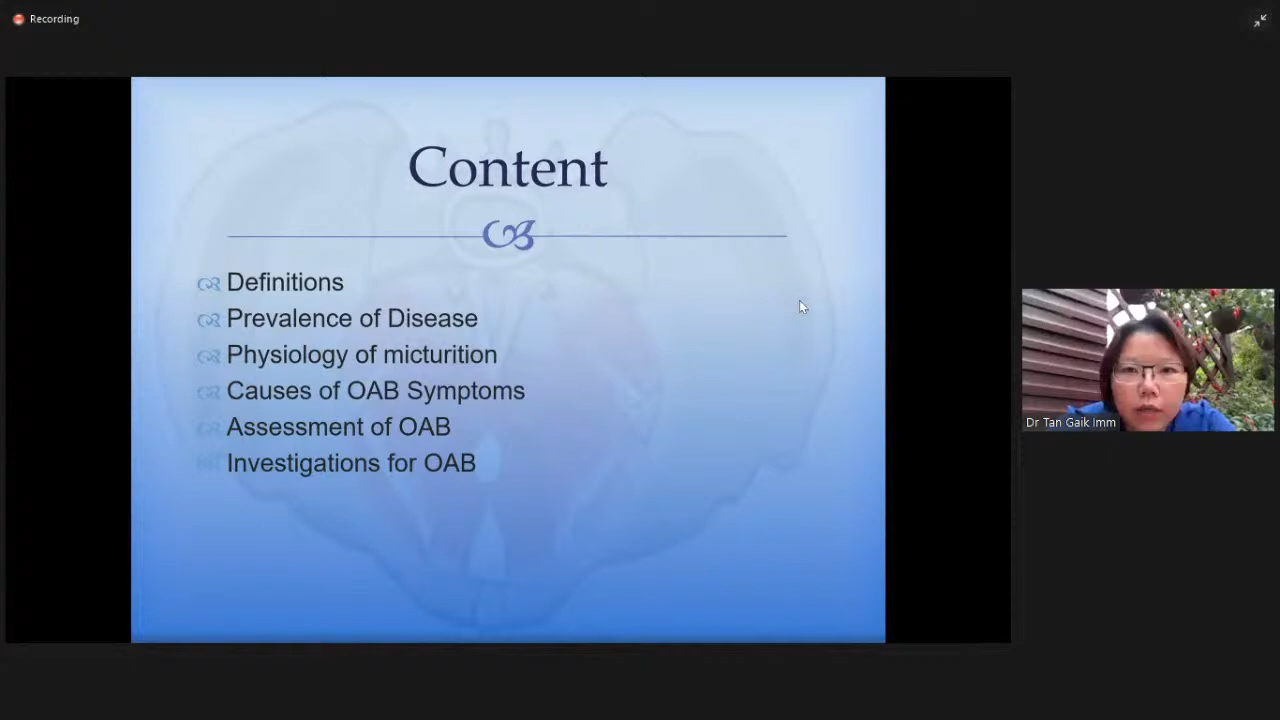 Recording
Content
Definitions
Prevalence of Disease
Physiology of micturition
Causes of OAB Symptoms
Assessment of OAB
Investigations for OAB
Dr Tan Gaik Imm